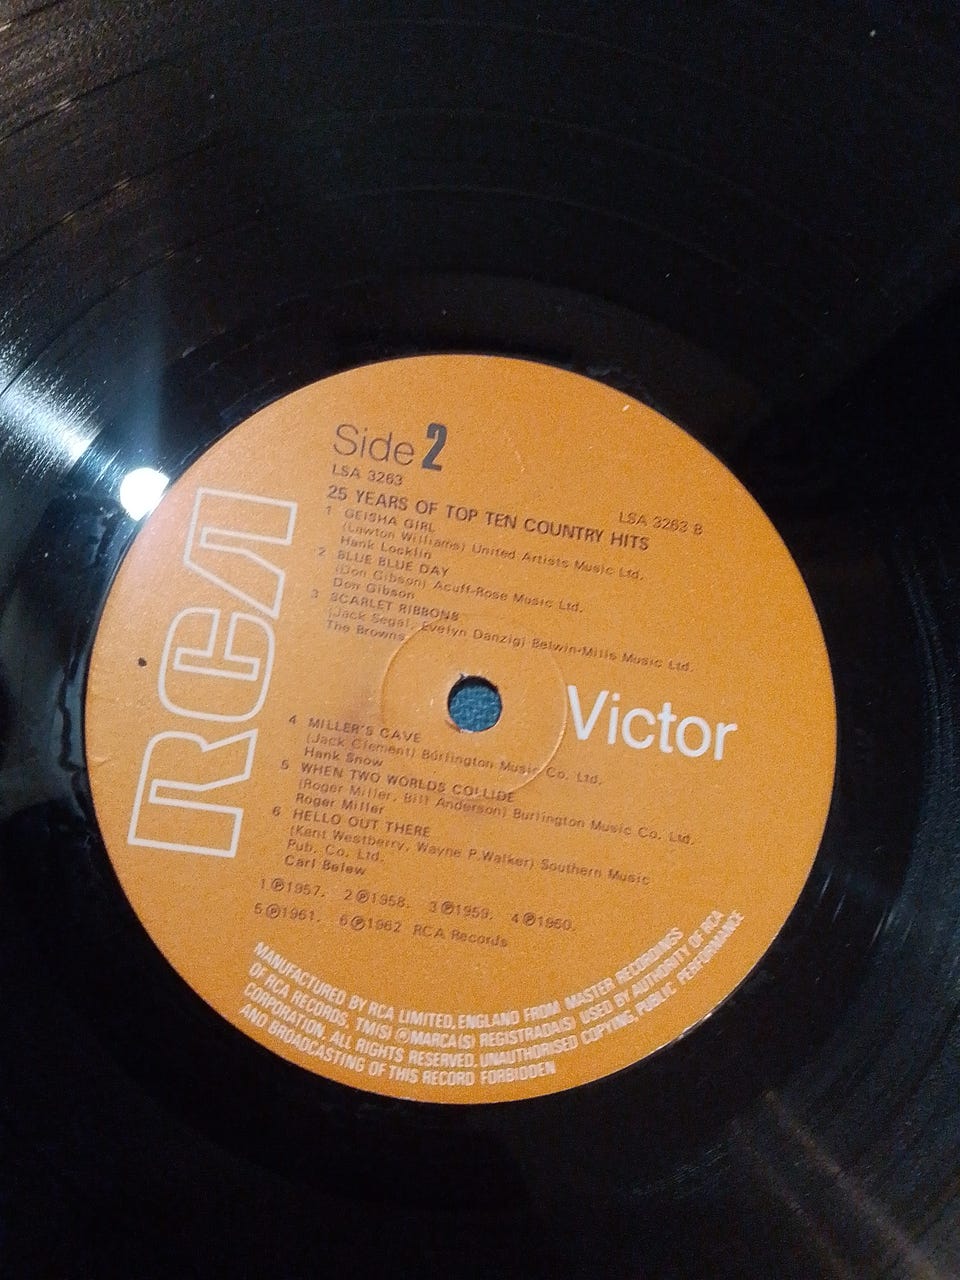 RCA
Victor
Side 2
LSA 3263
LSA 3263 B
25 YEARS OF TOP TEN COUNTRY HITS
1 GEISHA GIRL
(Lawton Williams) United Artists Music Ltd.
Hank Locklin
2 BLUE BLUE DAY
(Don Gibson) Acuff-Rose Music Ltd.
Don Gibson
3 SCARLET RIBBONS
(Jack Segal, Evelyn Danzig) Belwin-Mills Music Ltd.
The Browns
4 MILLER'S CAVE
(Jack Clement) Burlington Music Co. Ltd.
Hank Snow
5 WHEN TWO WORLDS COLLIDE
(Roger Miller, Bill Anderson) Burlington Music Co. Ltd.
Roger Miller
6 HELLO OUT THERE
(Kent Westberry, Wayne P.Walker) Southern Music
Pub. Co. Ltd.
Carl Belew
1℗1957. 2℗1958. 3℗1959. 4℗1960.
5℗1961. 6℗1962 RCA Records
MANUFACTURED BY RCA LIMITED, ENGLAND FROM MASTER RECORDINGS
OF RCA RECORDS, TM(S) ®MARCA(S) REGISTRADA(S) USED BY AUTHORITY OF RCA
CORPORATION. ALL RIGHTS RESERVED. UNAUTHORISED COPYING, PUBLIC PERFORMANCE
AND BROADCASTING OF THIS RECORD FORBIDDEN